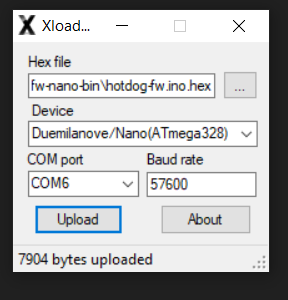 Xload...
Hex file
fw-nano-bin\hotdog-fw.ino.hex
...
Device
Duemilanove/Nano(ATmega328)
COM port
Baud rate
COM6
57600
Upload
About
7904 bytes uploaded